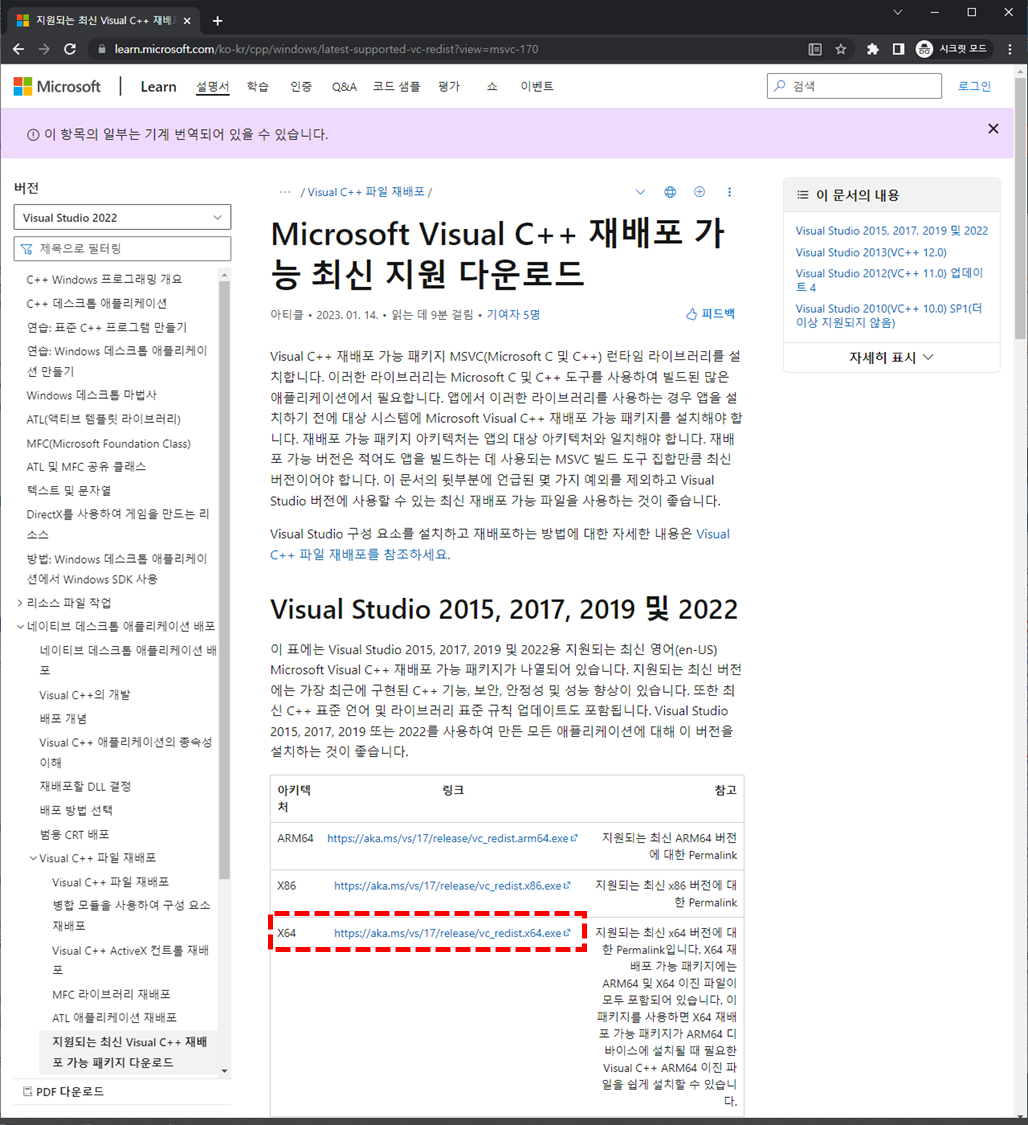 지원되는 최신 Visual C++ 재배
learn.microsoft.com/ko-kr/cpp/windows/latest-supported-vc-redist?view=msvc-170
시크릿 모드
Microsoft
Learn 설명서 학습 인증 Q&A 코드 샘플 평가 쇼 이벤트
검색
로그인
이 항목의 일부는 기계 번역되어 있을 수 있습니다.
버전
Visual Studio 2022
제목으로 필터링
C++ Windows 프로그래밍 개요
C++ 데스크톱 애플리케이션
연습: 표준 C++ 프로그램 만들기
연습: Windows 데스크톱 애플리케이
션 만들기
Windows 데스크톱 마법사
ATL(액티브 템플릿 라이브러리)
MFC(Microsoft Foundation Class)
ATL 및 MFC 공유 클래스
텍스트 및 문자열
DirectX를 사용하여 게임을 만드는 리
소스
방법: Windows 데스크톱 애플리케이
션에서 Windows SDK 사용
리소스 파일 작업
네이티브 데스크톱 애플리케이션 배포
네이티브 데스크톱 애플리케이션 배
포
Visual C++의 개발
배포 개념
Visual C++ 애플리케이션의 종속성
이해
재배포할 DLL 결정
배포 방법 선택
범용 CRT 배포
Visual C++ 파일 재배포
Visual C++ 파일 재배포
병합 모듈을 사용하여 구성 요소
재배포
Visual C++ ActiveX 컨트롤 재배
포
MFC 라이브러리 재배포
ATL 애플리케이션 재배포
지원되는 최신 Visual C++ 재배
포 가능 패키지 다운로드
PDF 다운로드
··· / Visual C++ 파일 재배포 /
Microsoft Visual C++ 재배포 가
능 최신 지원 다운로드
아티클 • 2023. 01. 14. • 읽는 데 9분 걸림 • 기여자 5명
피드백
Visual C++ 재배포 가능 패키지 MSVC(Microsoft C 및 C++) 런타임 라이브러리를 설
치합니다. 이러한 라이브러리는 Microsoft C 및 C++ 도구를 사용하여 빌드된 많은
애플리케이션에서 필요합니다. 앱에서 이러한 라이브러리를 사용하는 경우 앱을 설
치하기 전에 대상 시스템에 Microsoft Visual C++ 재배포 가능 패키지를 설치해야 합
니다. 재배포 가능 패키지 아키텍처는 앱의 대상 아키텍처와 일치해야 합니다. 재배
포 가능 버전은 적어도 앱을 빌드하는 데 사용되는 MSVC 빌드 도구 집합만큼 최신
버전이어야 합니다. 이 문서의 뒷부분에 언급된 몇 가지 예외를 제외하고 Visual
Studio 버전에 사용할 수 있는 최신 재배포 가능 파일을 사용하는 것이 좋습니다.
Visual Studio 구성 요소를 설치하고 재배포하는 방법에 대한 자세한 내용은 Visual
C++ 파일 재배포를 참조하세요.
Visual Studio 2015, 2017, 2019 및 2022
이 표에는 Visual Studio 2015, 2017, 2019 및 2022용 지원되는 최신 영어(en-US)
Microsoft Visual C++ 재배포 가능 패키지가 나열되어 있습니다. 지원되는 최신 버전
에는 가장 최근에 구현된 C++ 기능, 보안, 안정성 및 성능 향상이 있습니다. 또한 최
신 C++ 표준 언어 및 라이브러리 표준 규칙 업데이트도 포함됩니다. Visual Studio
2015, 2017, 2019 또는 2022를 사용하여 만든 모든 애플리케이션에 대해 이 버전을
설치하는 것이 좋습니다.
아키텍
처
링크
참고
ARM64
https://aka.ms/vs/17/release/vc_redist.arm64.exe
지원되는 최신 ARM64 버전
에 대한 Permalink
X86
https://aka.ms/vs/17/release/vc_redist.x86.exe
지원되는 최신 x86 버전에 대
한 Permalink
X64
https://aka.ms/vs/17/release/vc_redist.x64.exe
지원되는 최신 x64 버전에 대
한 Permalink입니다. X64 재
배포 가능 패키지에는
ARM64 및 X64 이진 파일이
모두 포함되어 있습니다. 이
패키지를 사용하면 X64 재배
포 가능 패키지가 ARM64 디
바이스에 설치될 때 필요한
Visual C++ ARM64 이진 파
일을 쉽게 설치할 수 있습니
다.
이 문서의 내용
Visual Studio 2015, 2017, 2019 및 2022
Visual Studio 2013(VC++ 12.0)
Visual Studio 2012(VC++ 11.0) 업데이
트 4
Visual Studio 2010(VC++ 10.0) SP1(더
이상 지원되지 않음)
자세히 표시